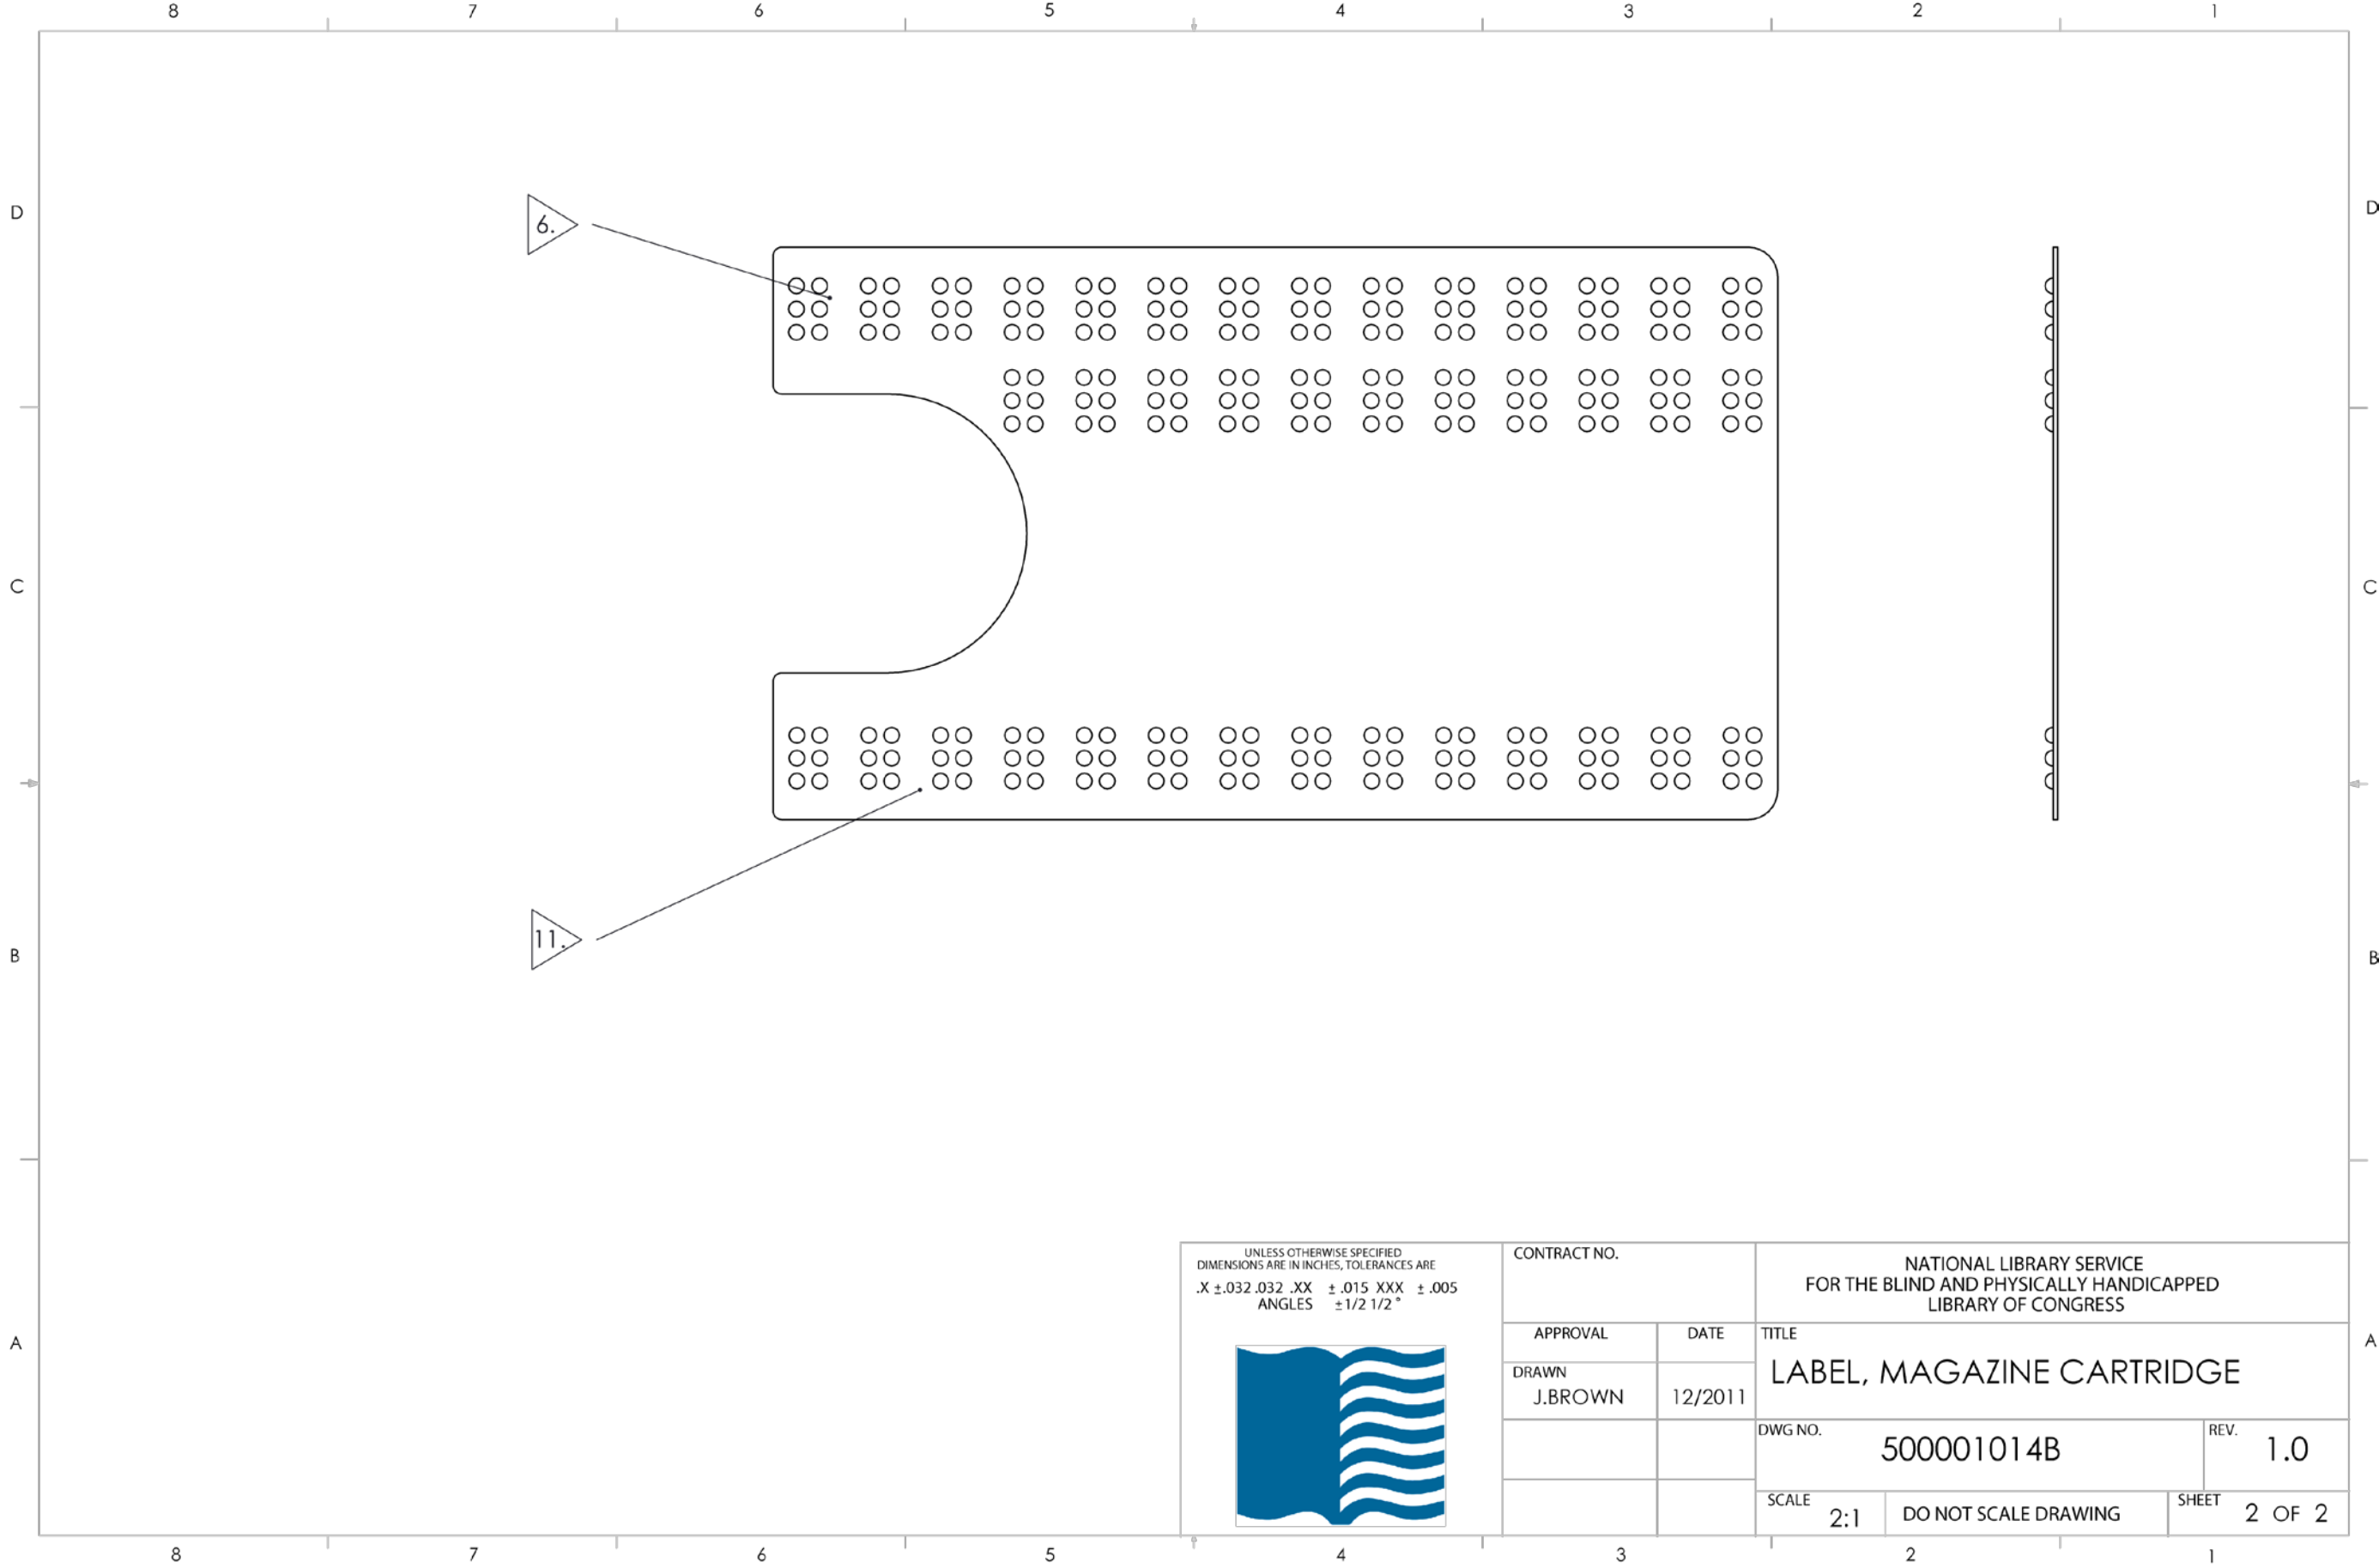 8 7 6 5 4 3 2 1
D D
6.
C C
11.
B B
UNLESS OTHERWISE SPECIFIED
DIMENSIONS ARE IN INCHES, TOLERANCES ARE
.X ±.032.032 .XX ± .015 XXX ± .005
ANGLES ±1/2 1/2°
CONTRACT NO.
NATIONAL LIBRARY SERVICE
FOR THE BLIND AND PHYSICALLY HANDICAPPED
LIBRARY OF CONGRESS
APPROVAL DATE
TITLE
A A
LABEL, MAGAZINE CARTRIDGE
DRAWN
J.BROWN 12/2011
DWG NO.
500001014B
REV.
1.0
SCALE
2:1
DO NOT SCALE DRAWING
SHEET
2 OF 2
8 7 6 5 4 3 2 1